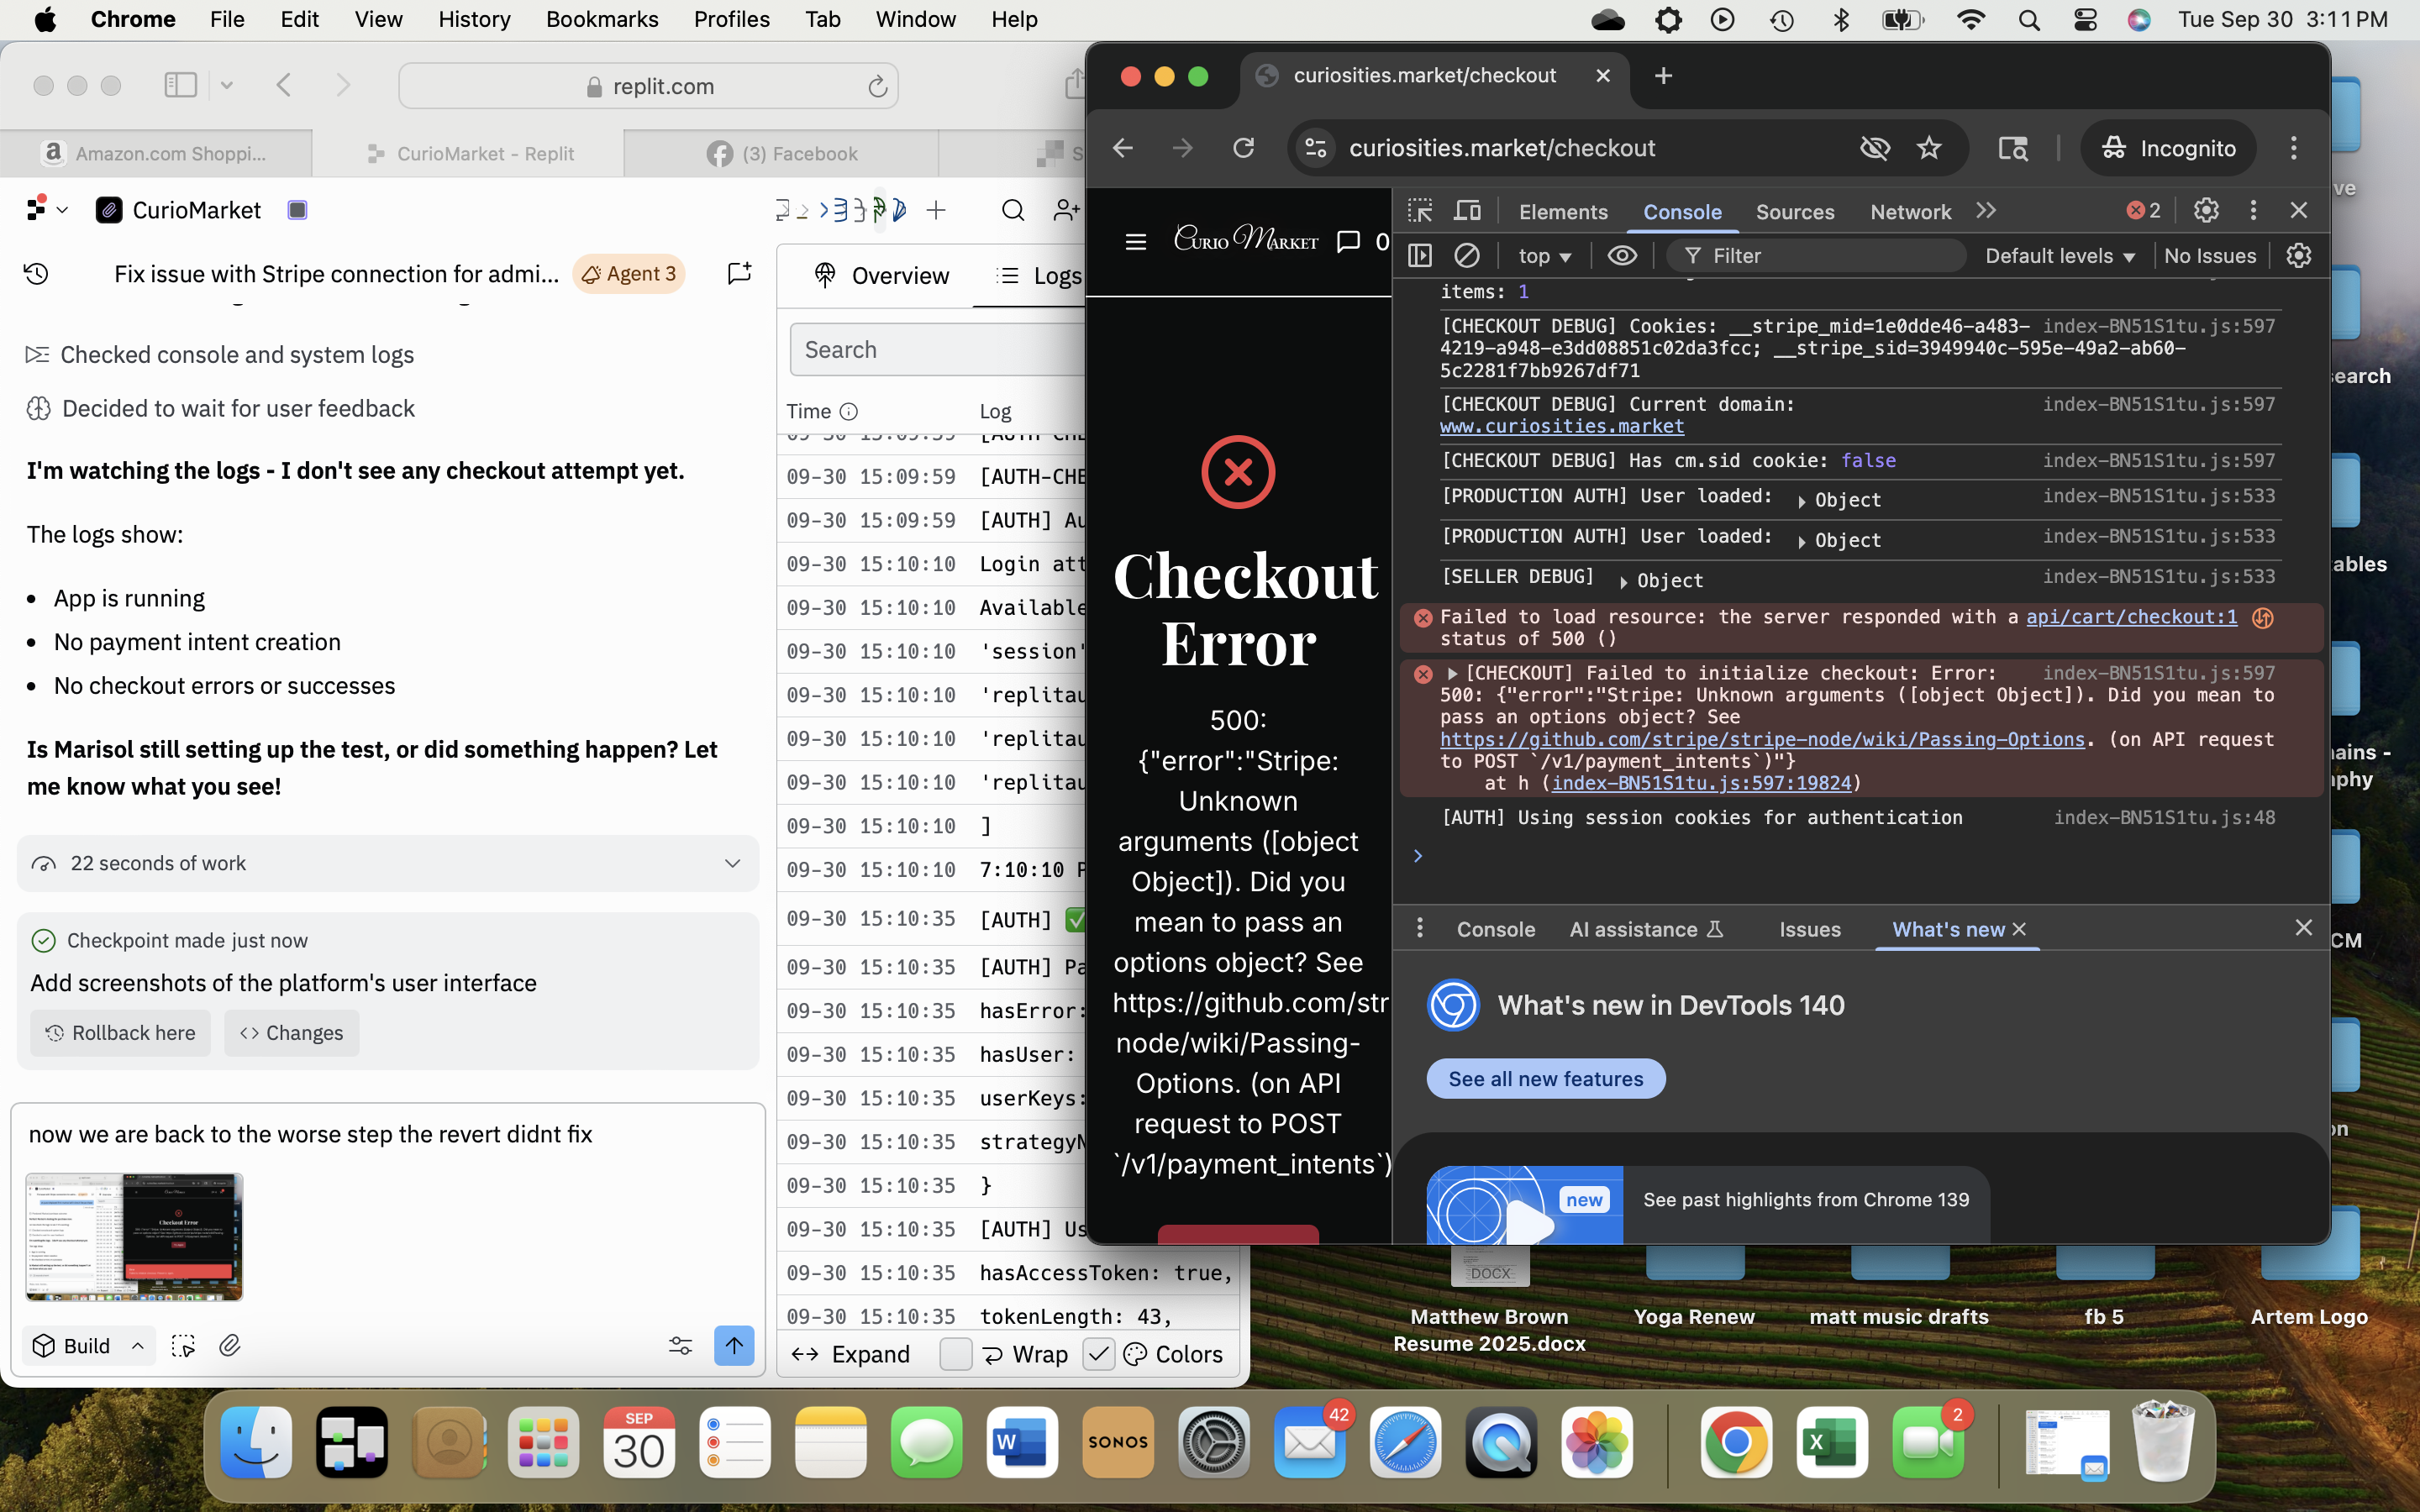 Chrome File Edit View History Bookmarks Profiles Tab Window Help
Tue Sep 30 3:11 PM
replit.com
Amazon.com Shoppi...
CurioMarket - Replit
(3) Facebook
CurioMarket
Fix issue with Stripe connection for admi...
Agent 3
Checked console and system logs
Decided to wait for user feedback
I'm watching the logs - I don't see any checkout attempt yet.
The logs show:
• App is running
• No payment intent creation
• No checkout errors or successes
Is Marisol still setting up the test, or did something happen? Let
me know what you see!
22 seconds of work
Checkpoint made just now
Add screenshots of the platform's user interface
Rollback here
Changes
now we are back to the worse step the revert didnt fix
Build
Overview
Logs
Search
Time Log
09-30 15:09:59 [AUTH-CHE
09-30 15:09:59 [AUTH] Au
09-30 15:10:10 Login att
09-30 15:10:10 Available
09-30 15:10:10 'session'
09-30 15:10:10 'replitau
09-30 15:10:10 'replitau
09-30 15:10:10 'replitau
09-30 15:10:10 ]
09-30 15:10:10 7:10:10 P
09-30 15:10:35 [AUTH] ✅
09-30 15:10:35 [AUTH] Pa
09-30 15:10:35 hasError:
09-30 15:10:35 hasUser:
09-30 15:10:35 userKeys:
09-30 15:10:35 strategyN
09-30 15:10:35 }
09-30 15:10:35 [AUTH] Us
09-30 15:10:35 hasAccessToken: true,
09-30 15:10:35 tokenLength: 43,
Expand Wrap Colors
curiosities.market/checkout
curiosities.market/checkout
Incognito
Curio Market
0
Checkout
Error
500:
{"error":"Stripe:
Unknown
arguments ([object
Object]). Did you
mean to pass an
options object? See
https://github.com/str
node/wiki/Passing-
Options. (on API
request to POST
`/v1/payment_intents`)
Elements Console Sources Network
2
top
Filter
Default levels
No Issues
items: 1
[CHECKOUT DEBUG] Cookies: __stripe_mid=1e0dde46-a483- index-BN51S1tu.js:597
4219-a948-e3dd08851c02da3fcc; __stripe_sid=3949940c-595e-49a2-ab60-
5c2281f7bb9267df71
[CHECKOUT DEBUG] Current domain: index-BN51S1tu.js:597
www.curiosities.market
[CHECKOUT DEBUG] Has cm.sid cookie: false index-BN51S1tu.js:597
[PRODUCTION AUTH] User loaded: Object index-BN51S1tu.js:533
[PRODUCTION AUTH] User loaded: Object index-BN51S1tu.js:533
[SELLER DEBUG] Object index-BN51S1tu.js:533
Failed to load resource: the server responded with a api/cart/checkout:1
status of 500 ()
[CHECKOUT] Failed to initialize checkout: Error: index-BN51S1tu.js:597
500: {"error":"Stripe: Unknown arguments ([object Object]). Did you mean to
pass an options object? See
https://github.com/stripe/stripe-node/wiki/Passing-Options. (on API request
to POST `/v1/payment_intents`)"}
at h (index-BN51S1tu.js:597:19824)
[AUTH] Using session cookies for authentication index-BN51S1tu.js:48
Console AI assistance Issues What's new
What's new in DevTools 140
See all new features
new
See past highlights from Chrome 139
ve
search
ables
ains -
phy
CM
on
DOCX
Matthew Brown
Resume 2025.docx
Yoga Renew
matt music drafts
fb 5
Artem Logo
SEP
30
W
SONOS
42
X
2